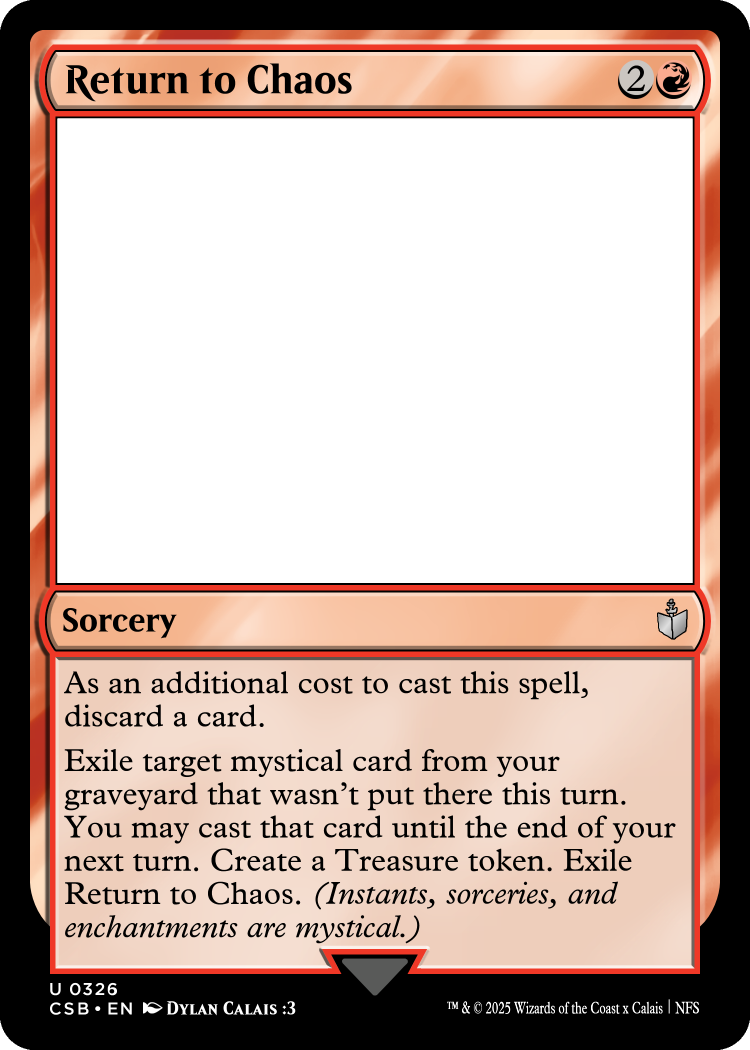 Return to Chaos 2
Sorcery
As an additional cost to cast this spell,
discard a card.
Exile target mystical card from your
graveyard that wasn't put there this turn.
You may cast that card until the end of your
next turn. Create a Treasure token. Exile
Return to Chaos. (Instants, sorceries, and
enchantments are mystical.)
U 0326
CSB • EN Dylan Calais :3
™ & © 2025 Wizards of the Coast x Calais | NFS